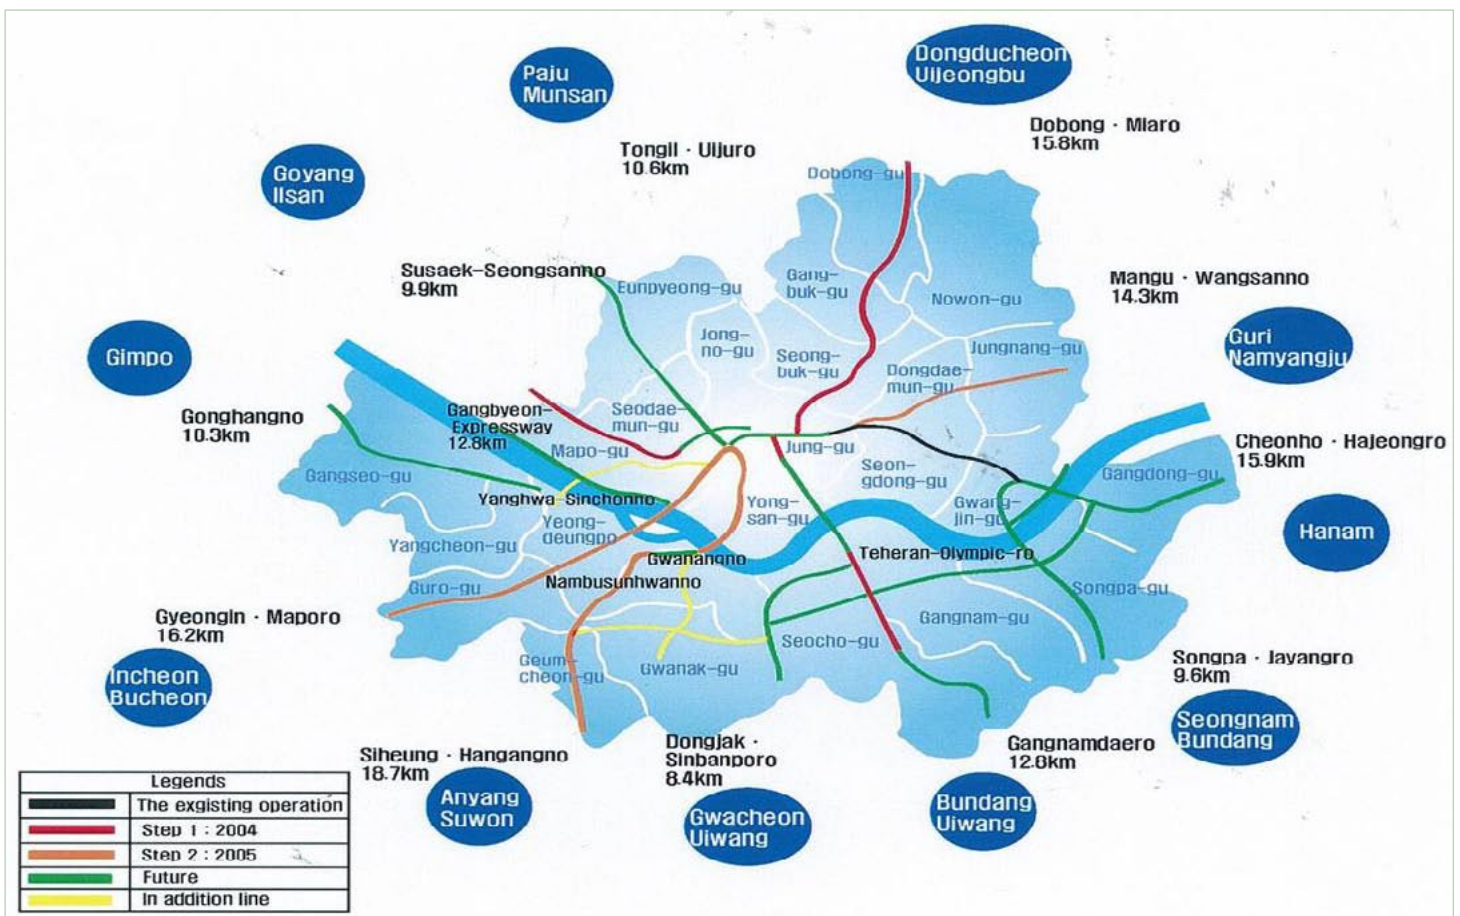 Dongducheon
Uijeongbu
Paju
Munsan
Dobong · Miaro
15.8km
Tongil · Uijuro
10.6km
Goyang
Ilsan
Dobong-gu
Susaek-Seongsanno
9.9km
Eunpyeong-gu
Gang-
buk-gu
Nowon-gu
Mangu · Wangsanno
14.3km
Guri
Namyangju
Gimpo
Jong-
no-gu
Seong-
buk-gu
Jungnang-gu
Dongdae-
mun-gu
Gonghangno
10.3km
Gangbyeon-
Expressway
12.8km
Seodae-
mun-gu
Mapo-gu
Jung-gu
Cheonho · Hajeongro
15.9km
Gangseo-gu
Seon-
gdong-gu
Gangdong-gu
Yanghwa-Sinchonno
Yong-
san-gu
Gwang-
jin-gu
Yeong-
deungpo
Hanam
Yangcheon-gu
Gwanangno
Teheran-Olympic-ro
Nambusunhwanno
Guro-gu
Songpa-gu
Gyeongin · Maporo
16.2km
Gangnam-gu
Seocho-gu
Incheon
Bucheon
Geum-
cheon-gu
Gwanak-gu
Songpa · Jayangro
9.6km
Seongnam
Bundang
Siheung · Hangangno
18.7km
Dongjak ·
Sinbanporo
8.4km
Gangnamdaero
12.8km
Anyang
Suwon
Gwacheon
Uiwang
Bundang
Uiwang
Legends
The exgisting operation
Step 1 : 2004
Step 2 : 2005
Future
In addition line